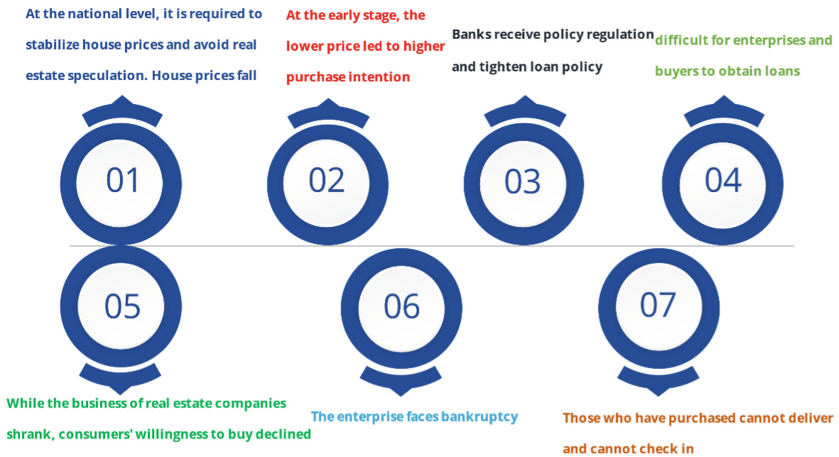 At the national level, it is required to
stabilize house prices and avoid real
estate speculation. House prices fall
At the early stage, the
lower price led to higher
purchase intention
Banks receive policy regulation
and tighten loan policy
difficult for enterprises and
buyers to obtain loans
01
02
03
04
05
06
07
While the business of real estate companies
shrank, consumers' willingness to buy declined
The enterprise faces bankruptcy
Those who have purchased cannot deliver
and cannot check in